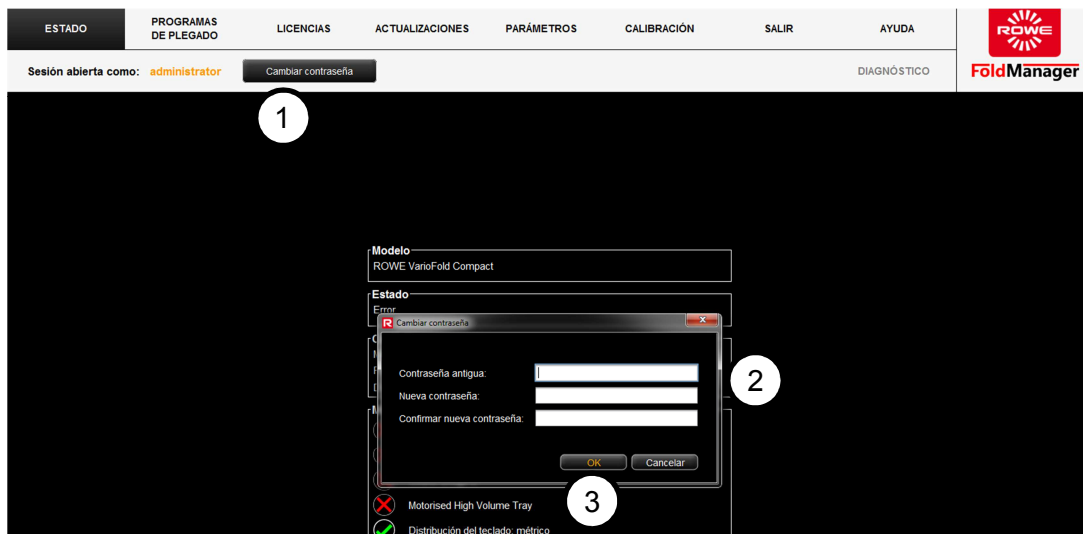 ESTADO
PROGRAMAS
DE PLEGADO
LICENCIAS
ACTUALIZACIONES
PARÁMETROS
CALIBRACIÓN
SALIR
AYUDA
ROWE
FoldManager
Sesión abierta como: administrator
Cambiar contraseña
DIAGNÓSTICO
1
Modelo
ROWE VarioFold Compact
Estado
Error
Cambiar contraseña
Contraseña antigua:
2
Nueva contraseña:
Confirmar nueva contraseña:
OK
Cancelar
3
Motorised High Volume Tray
Distribución del teclado: métrico